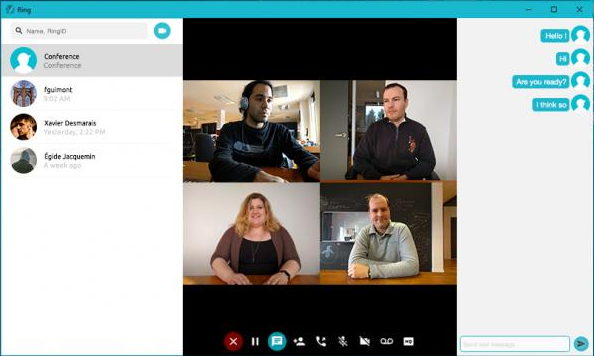 Ring
Name, RingID
Conference
Conference
fguimont
9:02 AM
Xavier Desmarais
Yesterday, 2:22 PM
Égide Jacquemin
A week ago
Hello !
Hi
Are you ready?
I think so
Send text message...
HD